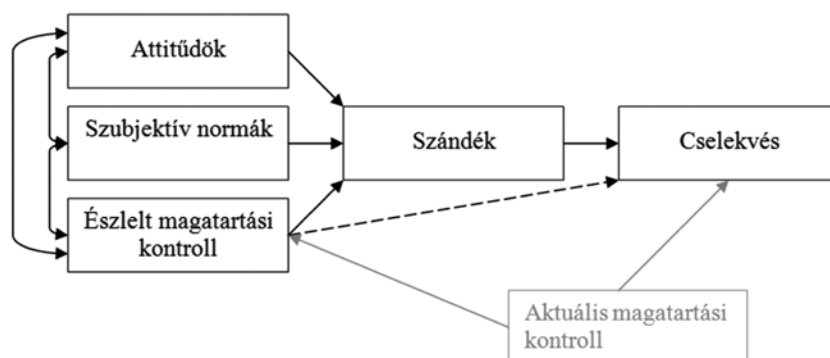 Attitűdök
Szubjektív normák
Észlelt magatartási
kontroll
Szándék
Cselekvés
Aktuális magatartási
kontroll